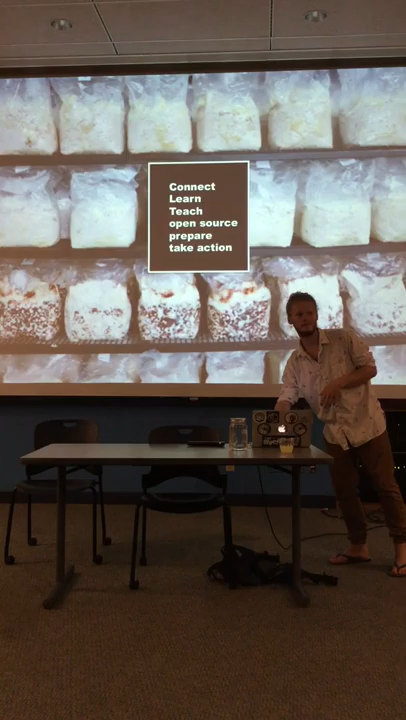 Connect
Learn
Teach
open source
prepare
take action